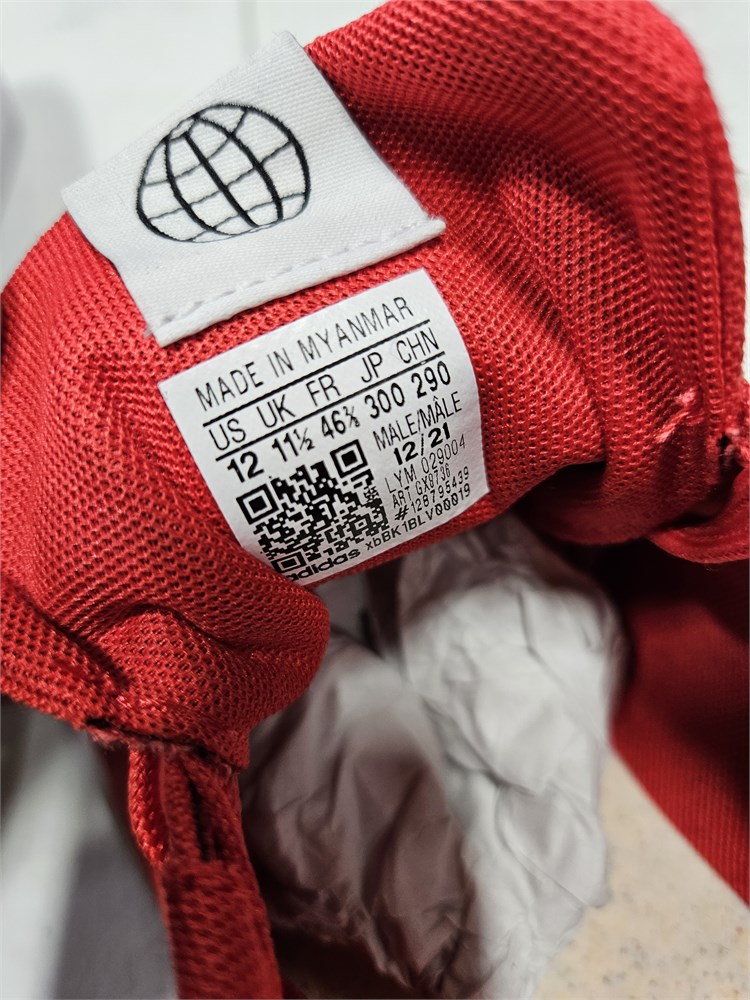 MADE IN MYANMAR
US UK FR JP CHN
12 11½ 46⅔ 300 290
MALE/MÂLE
12/21
LYM 029004
ART GX8736
#128795439
adidas xbBK1BLV00019